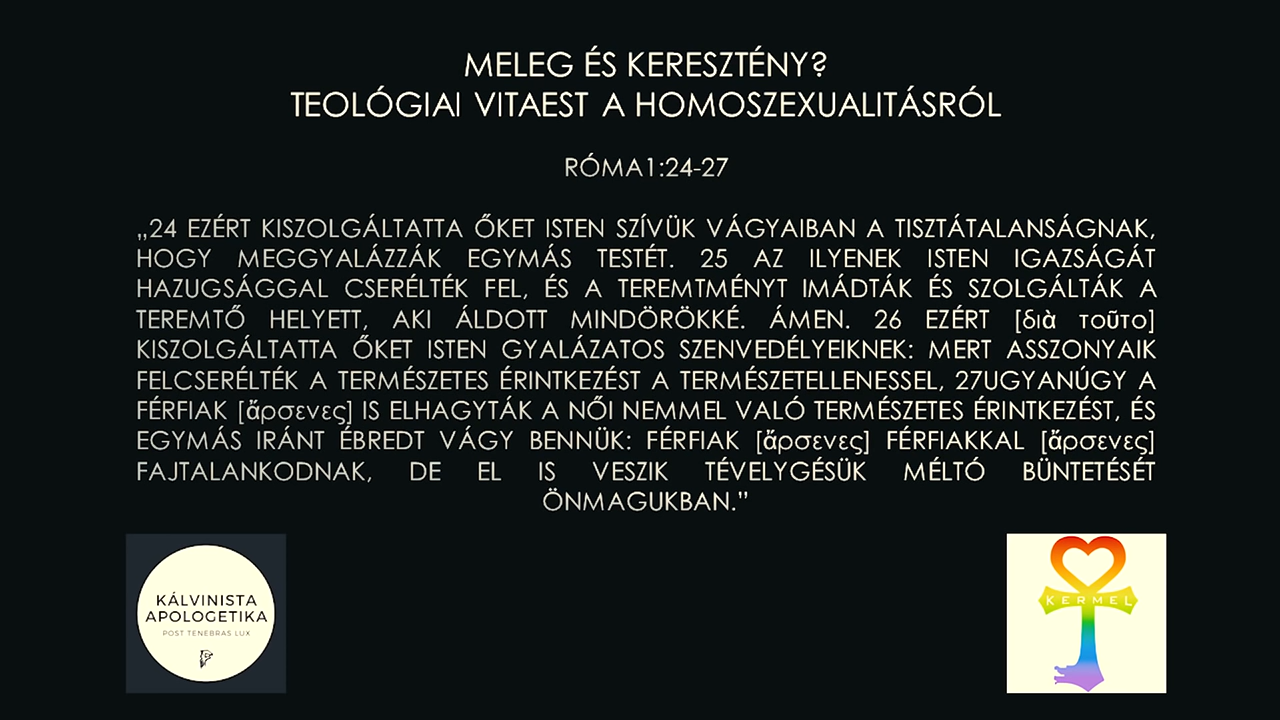 MELEG ÉS KERESZTÉNY?
TEOLÓGIAI VITAEST A HOMOSZEXUALITÁSRÓL
RÓMA1:24-27
„24 EZÉRT KISZOLGÁLTATTA ŐKET ISTEN SZÍVÜK VÁGYAIBAN A TISZTÁTALANSÁGNAK,
HOGY MEGGYALÁZZÁK EGYMÁS TESTÉT. 25 AZ ILYENEK ISTEN IGAZSÁGÁT
HAZUGSÁGGAL CSERÉLTÉK FEL, ÉS A TEREMTMÉNYT IMÁDTÁK ÉS SZOLGÁLTÁK A
TEREMTŐ HELYETT, AKI ÁLDOTT MINDÖRÖKKÉ. ÁMEN. 26 EZÉRT [διὰ τοῦτο]
KISZOLGÁLTATTA ŐKET ISTEN GYALÁZATOS SZENVEDÉLYEIKNEK: MERT ASSZONYAIK
FELCSERÉLTÉK A TERMÉSZETES ÉRINTKEZÉST A TERMÉSZETELLENESSEL, 27UGYANÚGY A
FÉRFIAK [ἄρσενες] IS ELHAGYTÁK A NŐI NEMMEL VALÓ TERMÉSZETES ÉRINTKEZÉST, ÉS
EGYMÁS IRÁNT ÉBREDT VÁGY BENNÜK: FÉRFIAK [ἄρσενες] FÉRFIAKKAL [ἄρσενες]
FAJTALANKODNAK, DE EL IS VESZIK TÉVELYGÉSÜK MÉLTÓ BÜNTETÉSÉT
ÖNMAGUKBAN.”
KÁLVINISTA
APOLOGETIKA
POST TENEBRAS LUX
KERMEL